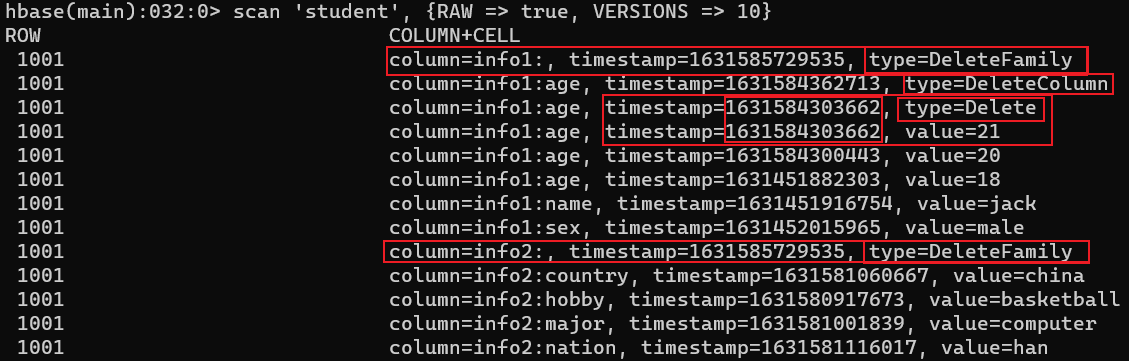 hbase(main):032:0> scan 'student', {RAW => true, VERSIONS => 10}
ROW COLUMN+CELL
1001 column=info1:, timestamp=1631585729535, type=DeleteFamily
1001 column=info1:age, timestamp=1631584362713, type=DeleteColumn
1001 column=info1:age, timestamp=1631584303662, type=Delete
1001 column=info1:age, timestamp=1631584303662, value=21
1001 column=info1:age, timestamp=1631584300443, value=20
1001 column=info1:age, timestamp=1631451882303, value=18
1001 column=info1:name, timestamp=1631451916754, value=jack
1001 column=info1:sex, timestamp=1631452015965, value=male
1001 column=info2:, timestamp=1631585729535, type=DeleteFamily
1001 column=info2:country, timestamp=1631581060667, value=china
1001 column=info2:hobby, timestamp=1631580917673, value=basketball
1001 column=info2:major, timestamp=1631581001839, value=computer
1001 column=info2:nation, timestamp=1631581116017, value=han